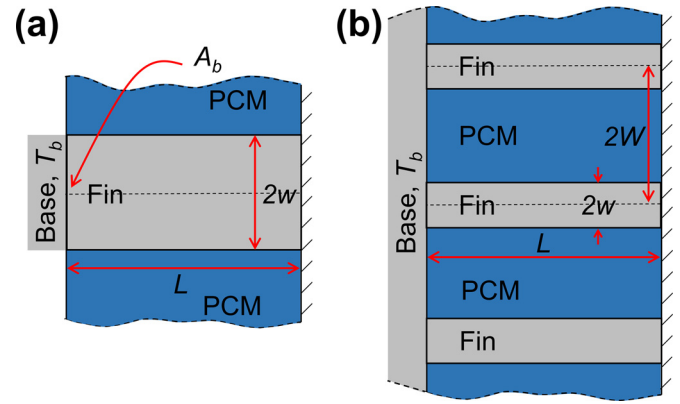 (a)
A_b
PCM
Base, T_b
Fin
2w
L
PCM
(b)
Fin
PCM
2W
Base, T_b
Fin
2w
L
PCM
Fin